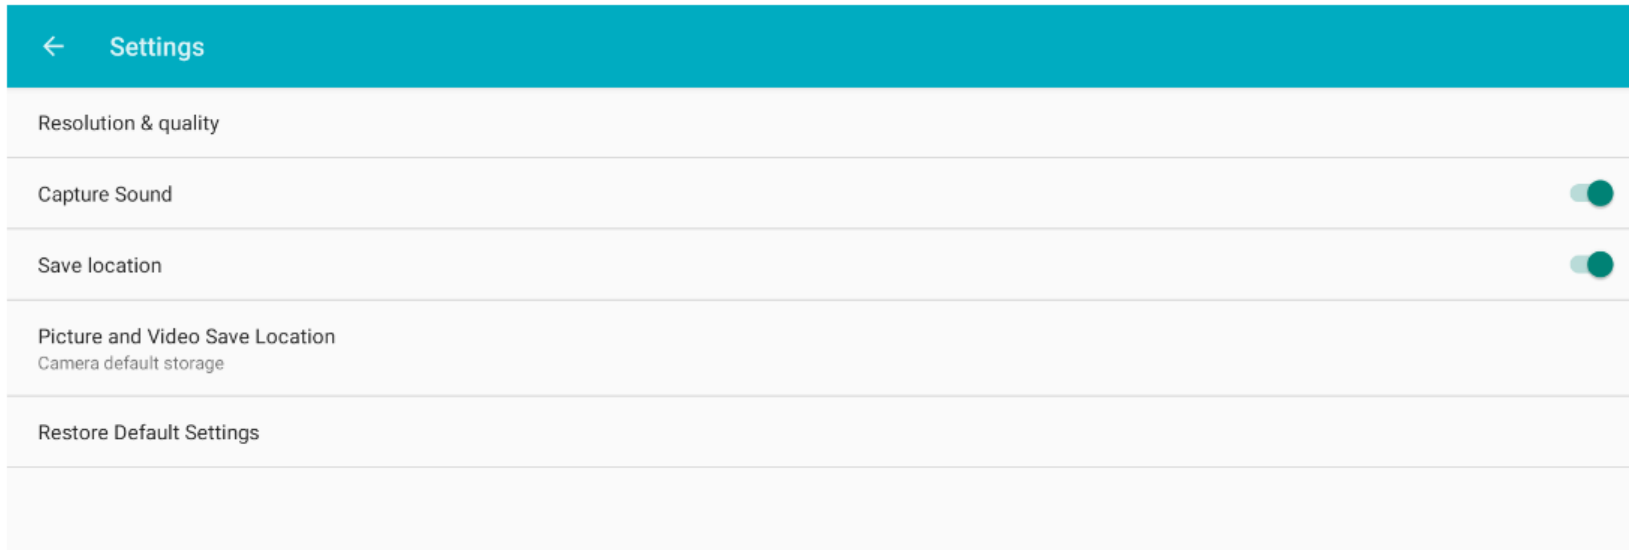 Settings
Resolution & quality
Capture Sound
Save location
Picture and Video Save Location
Camera default storage
Restore Default Settings